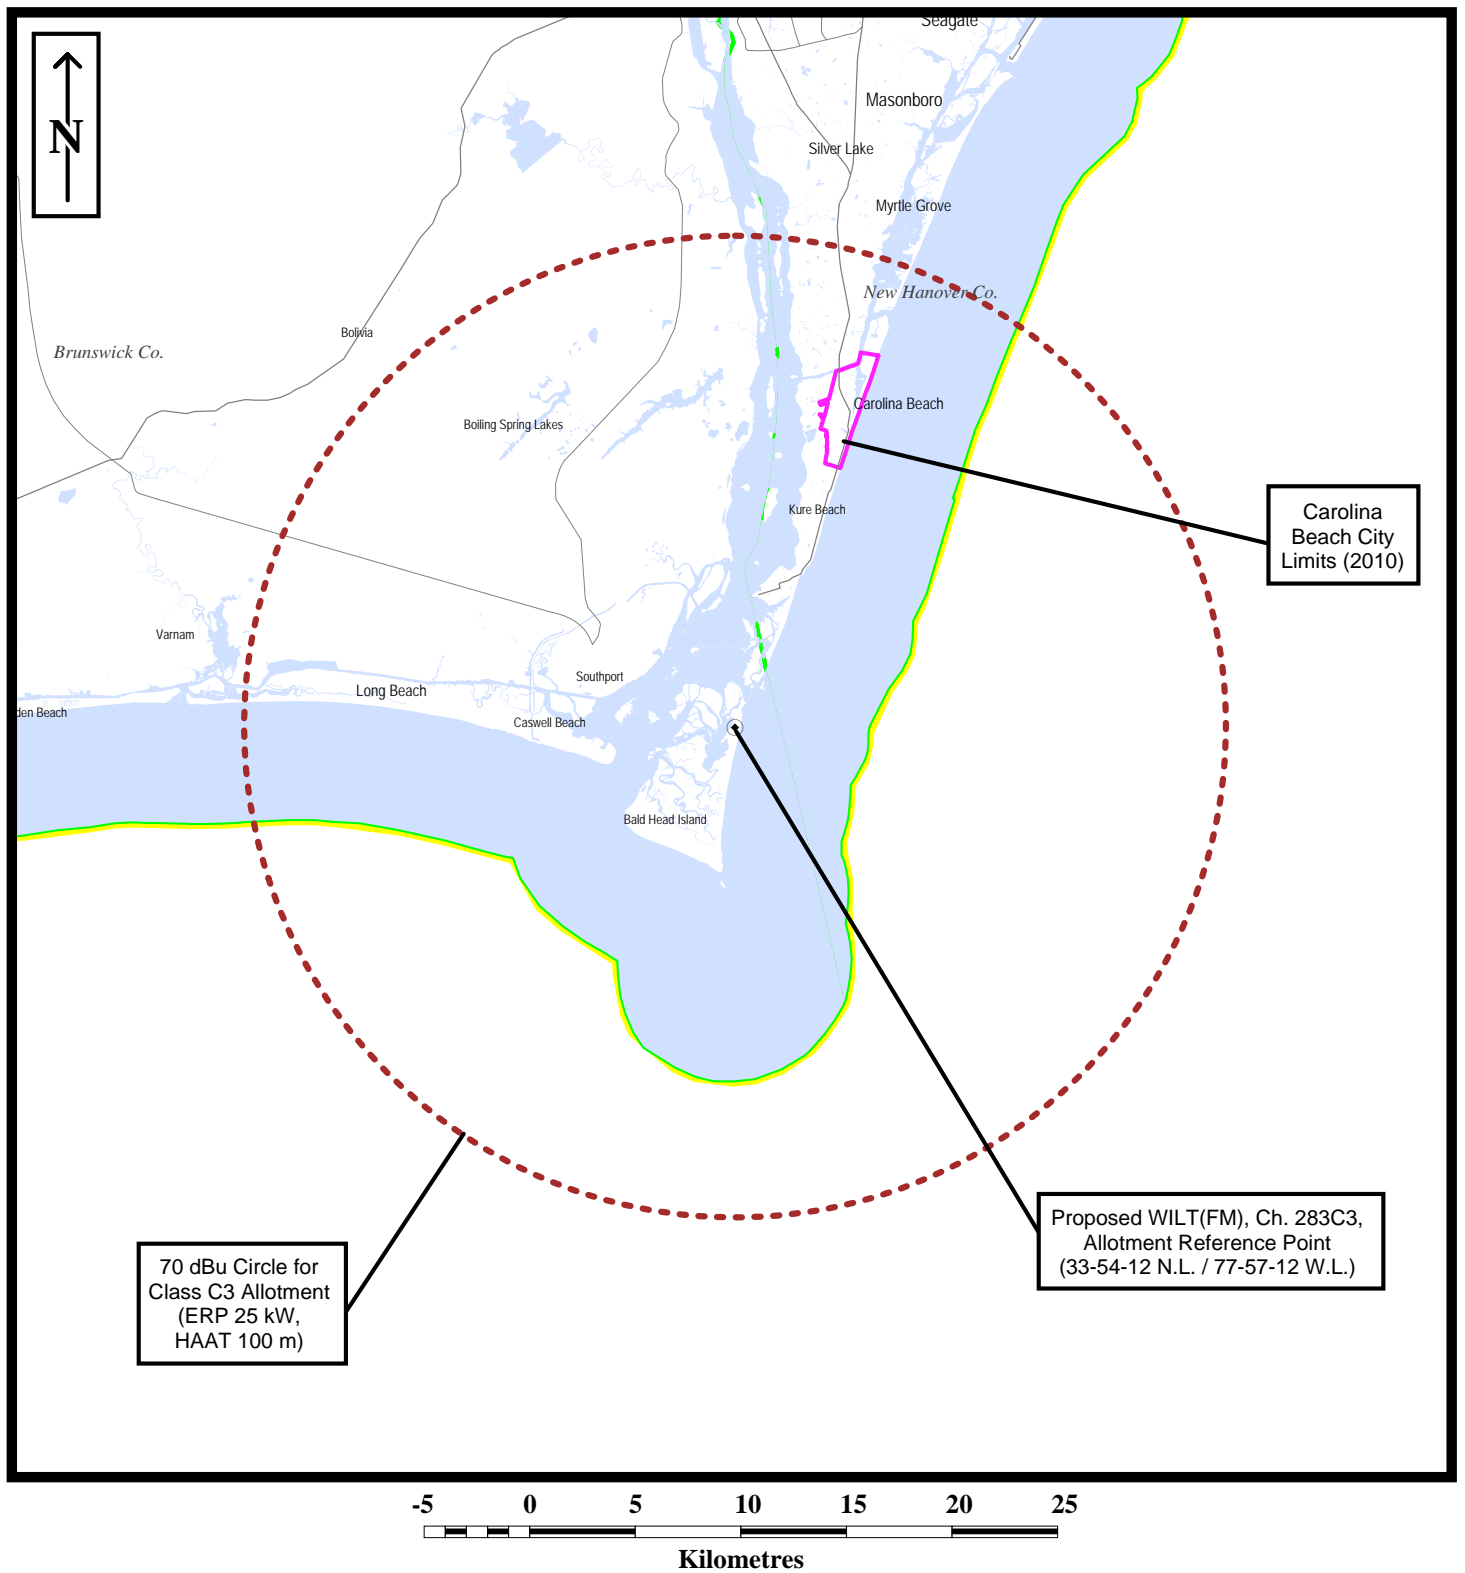 Seagate
N
Masonboro
Silver Lake
Myrtle Grove
New Hanover Co.
Bolivia
Brunswick Co.
Carolina Beach
Boiling Spring Lakes
Kure Beach
Carolina
Beach City
Limits (2010)
Varnam
Southport
Long Beach
den Beach
Caswell Beach
Bald Head Island
Proposed WILT(FM), Ch. 283C3,
Allotment Reference Point
(33-54-12 N.L. / 77-57-12 W.L.)
70 dBu Circle for
Class C3 Allotment
(ERP 25 kW,
HAAT 100 m)
-5 0 5 10 15 20 25
Kilometres